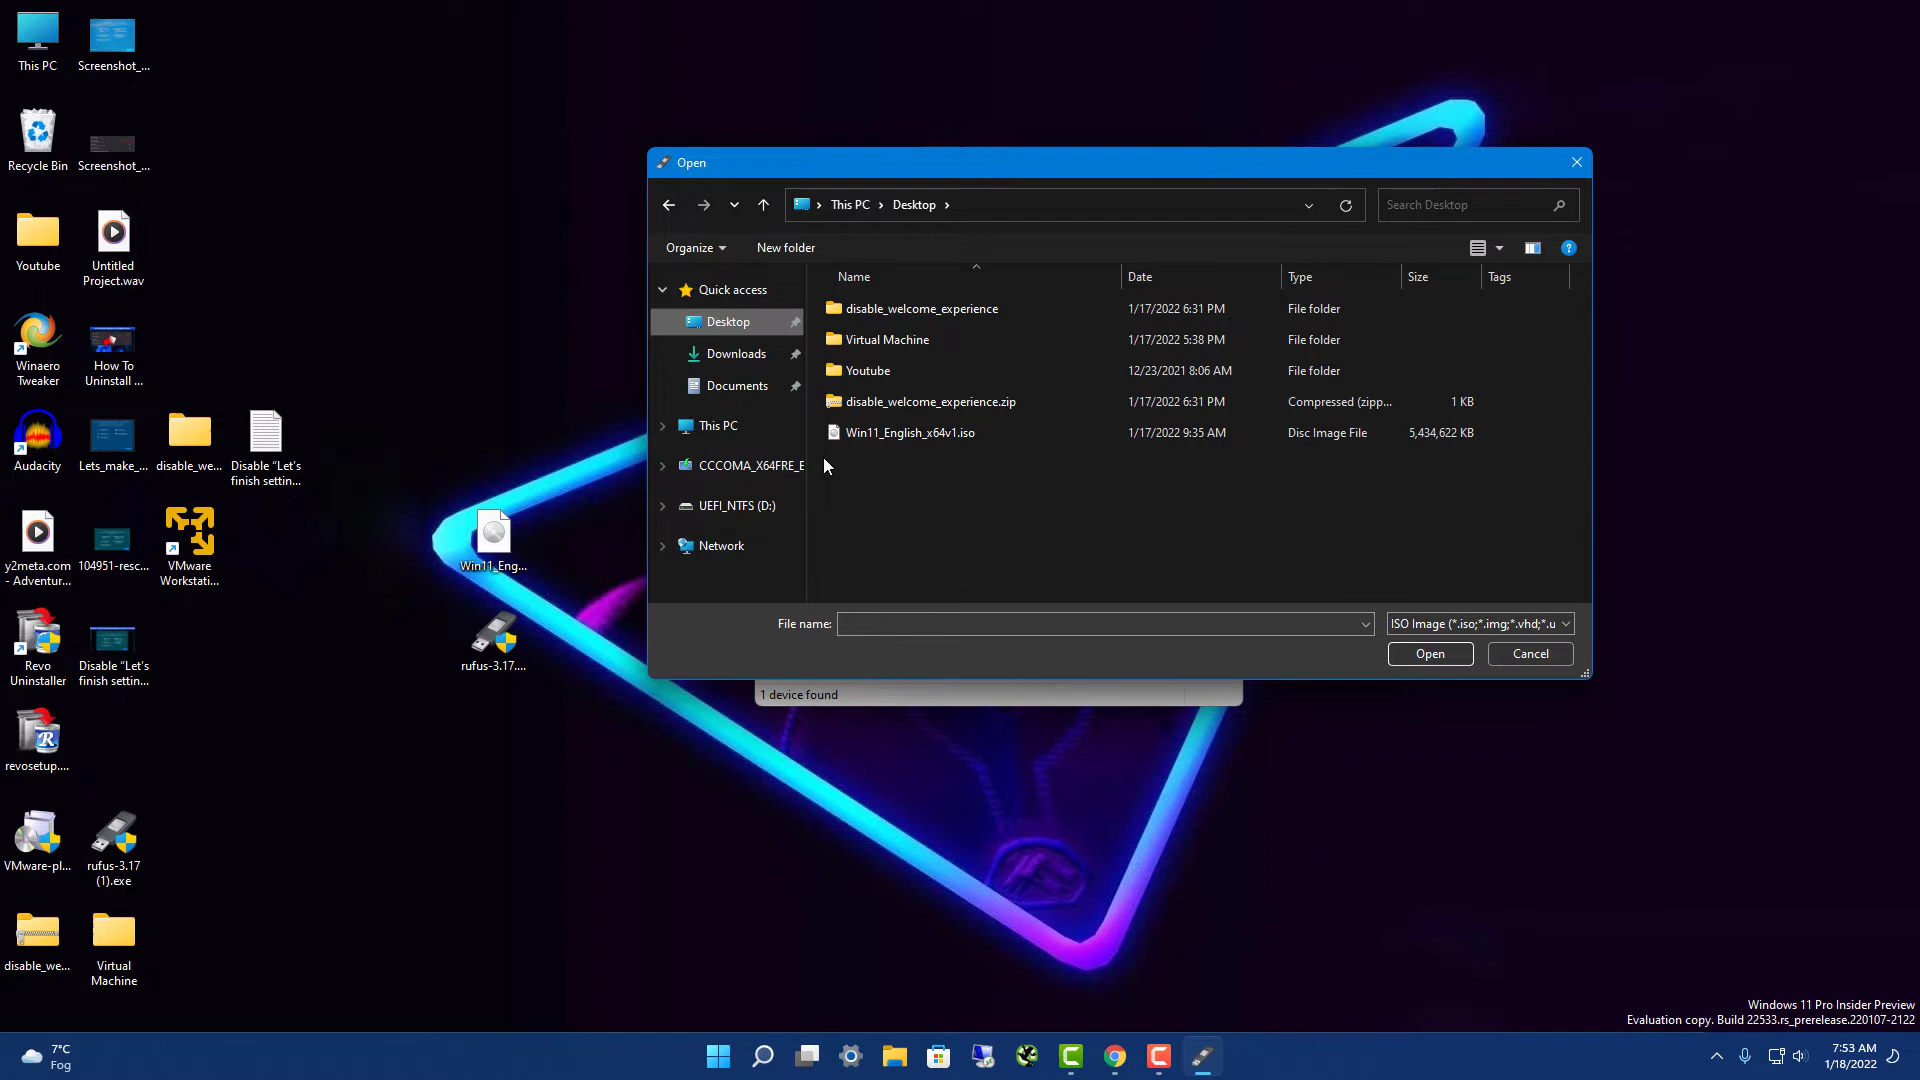 This PC
Screenshot_...
Recycle Bin
Screenshot_...
Youtube
Untitled
Project.wav
Winaero
Tweaker
How To
Uninstall ...
Audacity
Lets_make_...
disable_we...
Disable “Let’s
finish settin...
y2meta.com
- Adventur...
104951-resc...
VMware
Workstati...
Revo
Uninstaller
Disable “Let’s
finish settin...
revosetup....
VMware-pl...
rufus-3.17
(1).exe
disable_we...
Virtual
Machine
Win11_Eng...
rufus-3.17....
Open
This PC
Desktop
Search Desktop
Organize
New folder
Name
Date
Type
Size
Tags
Quick access
Desktop
Downloads
Documents
This PC
CCCOMA_X64FRE_E
UEFI_NTFS (D:)
Network
disable_welcome_experience 1/17/2022 6:31 PM File folder
Virtual Machine 1/17/2022 5:38 PM File folder
Youtube 12/23/2021 8:06 AM File folder
disable_welcome_experience.zip 1/17/2022 6:31 PM Compressed (zipp... 1 KB
Win11_English_x64v1.iso 1/17/2022 9:35 AM Disc Image File 5,434,622 KB
File name:
ISO Image (*.iso;*.img;*.vhd;*.u
Open
Cancel
1 device found
Windows 11 Pro Insider Preview
Evaluation copy. Build 22533.rs_prerelease.220107-2122
7°C
Fog
7:53 AM
1/18/2022